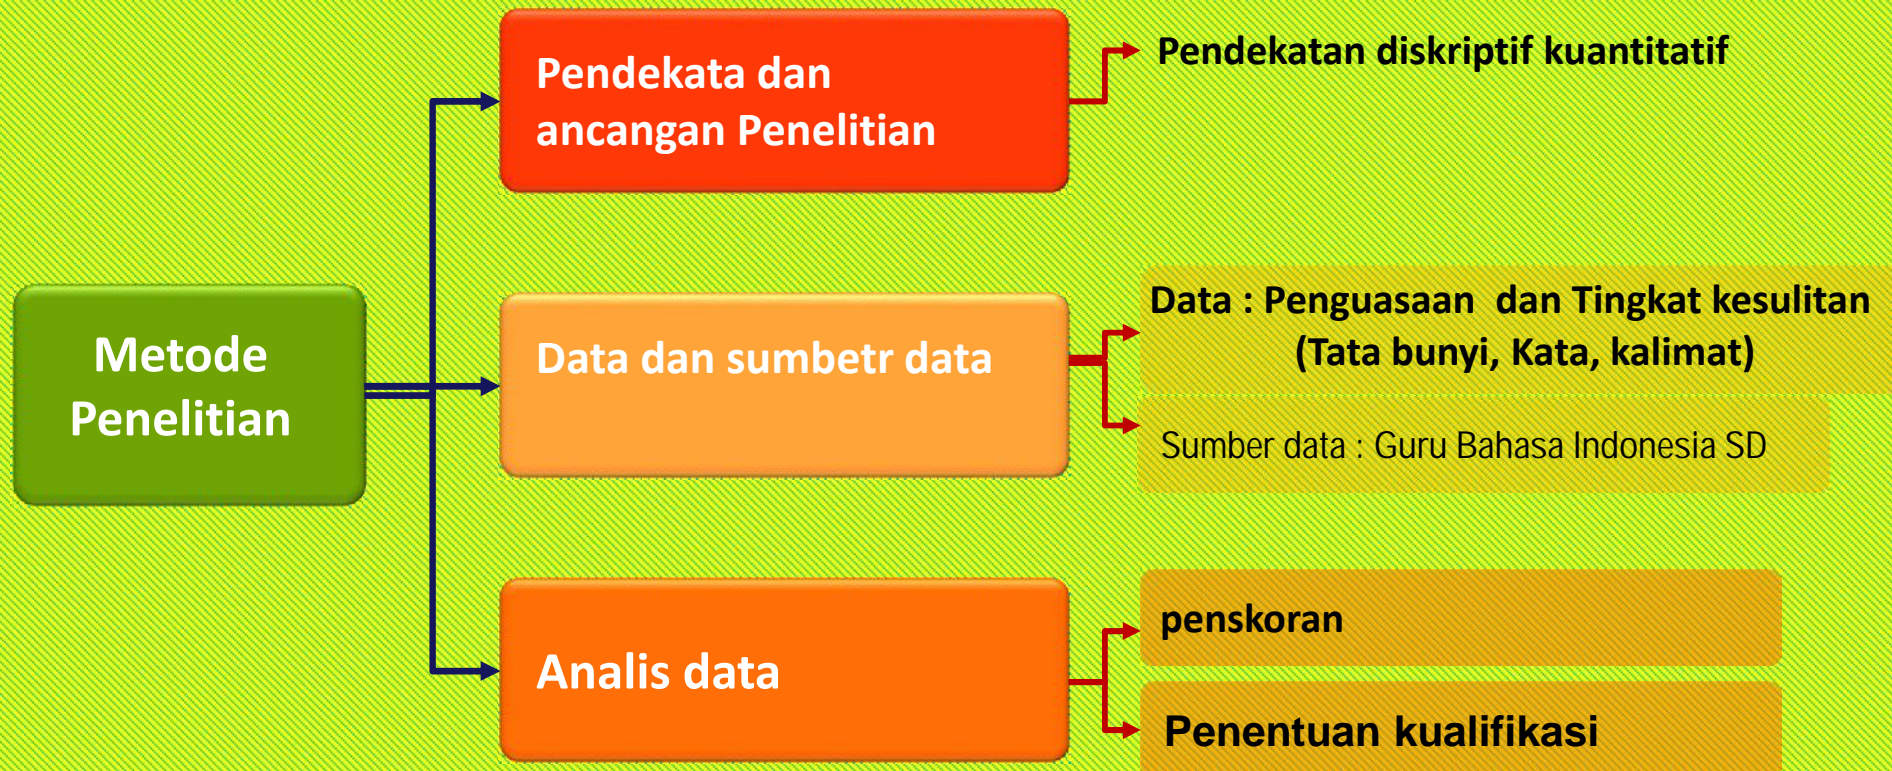 Metode
Penelitian
Pendekata dan
ancangan Penelitian
Pendekatan diskriptif kuantitatif
Data dan sumbetr data
Data : Penguasaan dan Tingkat kesulitan
(Tata bunyi, Kata, kalimat)
Sumber data : Guru Bahasa Indonesia SD
Analis data
penskoran
Penentuan kualifikasi